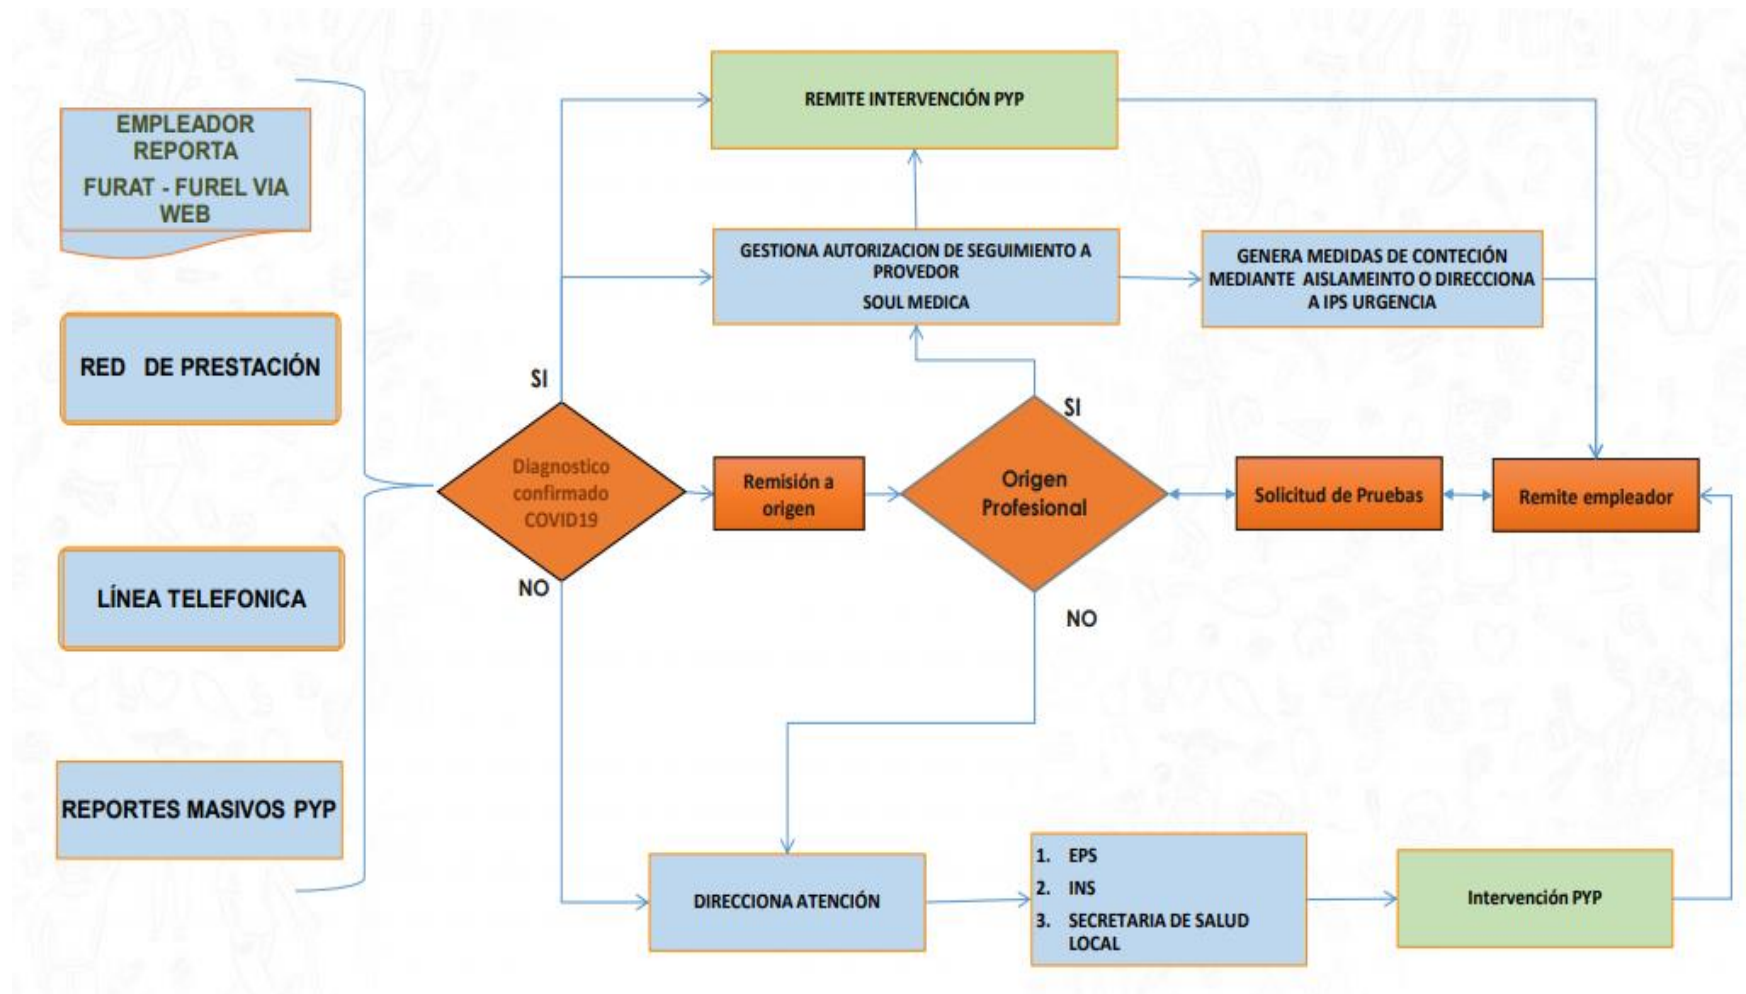 EMPLEADOR
REPORTA
FURAT - FUREL VIA
WEB
RED DE PRESTACIÓN
LÍNEA TELEFONICA
REPORTES MASIVOS PYP
SI
Diagnostico
confirmado
COVID19
NO
REMITE INTERVENCIÓN PYP
GESTIONA AUTORIZACION DE SEGUIMIENTO A
PROVEDOR
SOUL MEDICA
GENERA MEDIDAS DE CONTECIÓN
MEDIANTE AISLAMEINTO O DIRECCIONA
A IPS URGENCIA
Remisión a
origen
SI
Origen
Profesional
NO
Solicitud de Pruebas
Remite empleador
DIRECCIONA ATENCIÓN
1. EPS
2. INS
3. SECRETARIA DE SALUD
LOCAL
Intervención PYP